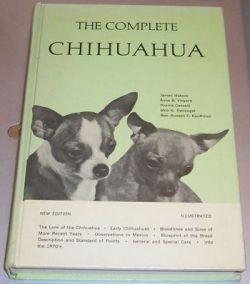 THE COMPLETE
CHIHUAHUA
James Watson
Anna B. Vinyard
Rosina Casselli
Milo G. Denlinger
Rev. Russell E. Kauffman
NEW EDITION
ILLUSTRATED
The Lore of the Chihuahua • Early Chihuahuas • Bloodlines and Sires of
More Recent Years • Observations in Mexico • Blueprint of the Breed
Description and Standard of Points • General and Special Care • Into
the 1970's